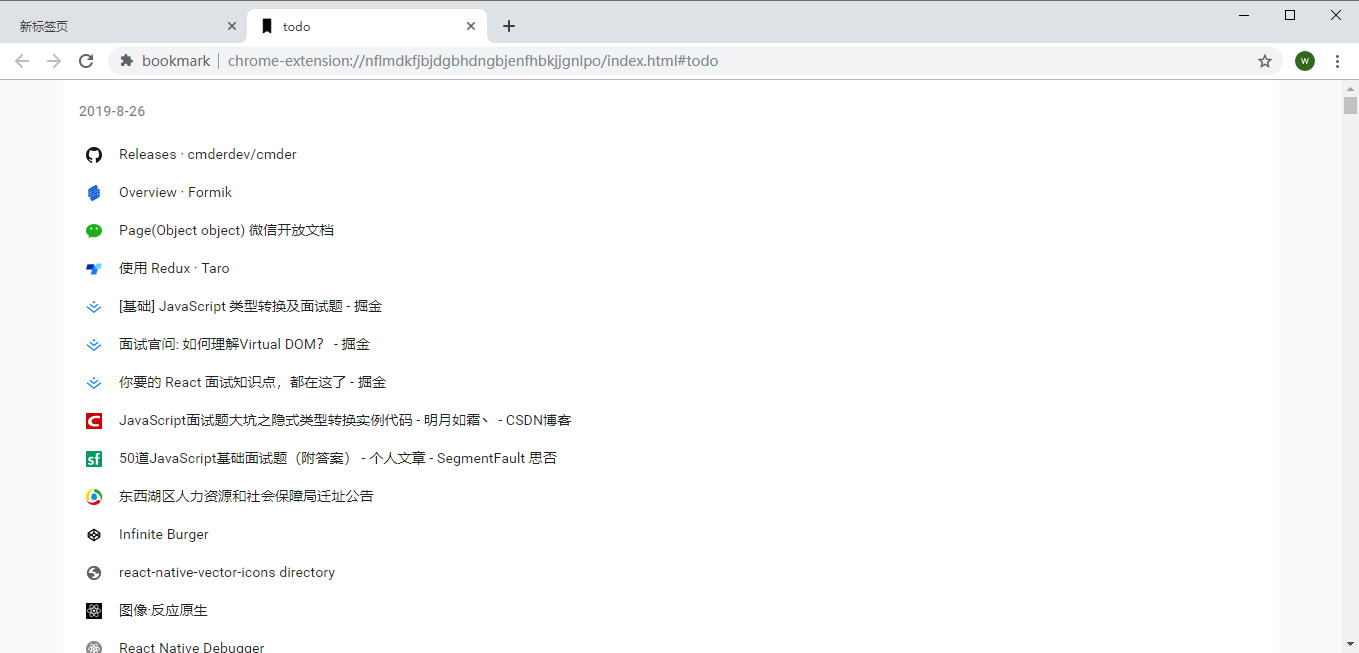 新标签页
todo
bookmark
chrome-extension://nflmdkfjbjdgbhdngbjenfhbkjjgnlpo/index.html#todo
W
2019-8-26
Releases · cmderdev/cmder
Overview · Formik
Page(Object object) 微信开放文档
使用 Redux · Taro
[基础] JavaScript 类型转换及面试题 - 掘金
面试官问: 如何理解Virtual DOM？ - 掘金
你要的 React 面试知识点，都在这了 - 掘金
C JavaScript面试题大坑之隐式类型转换实例代码 - 明月如霜丶 - CSDN博客
sf 50道JavaScript基础面试题（附答案） - 个人文章 - SegmentFault 思否
东西湖区人力资源和社会保障局迁址公告
Infinite Burger
react-native-vector-icons directory
图像·反应原生
React Native Debugger